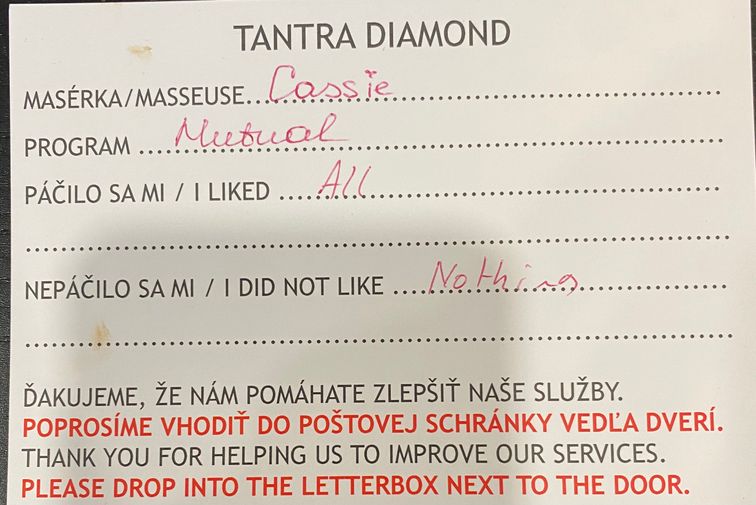 TANTRA DIAMOND
MASÉRKA/MASSEUSE...Cassie...
PROGRAM ...Mutual...
PÁČILO SA MI / I LIKED ...All...
NEPÁČILO SA MI / I DID NOT LIKE ...Nothing...
ĎAKUJEME, ŽE NÁM POMÁHATE ZLEPŠIŤ NAŠE SLUŽBY.
POPROSÍME VHODIŤ DO POŠTOVEJ SCHRÁNKY VEDĽA DVERÍ.
THANK YOU FOR HELPING US TO IMPROVE OUR SERVICES.
PLEASE DROP INTO THE LETTERBOX NEXT TO THE DOOR.